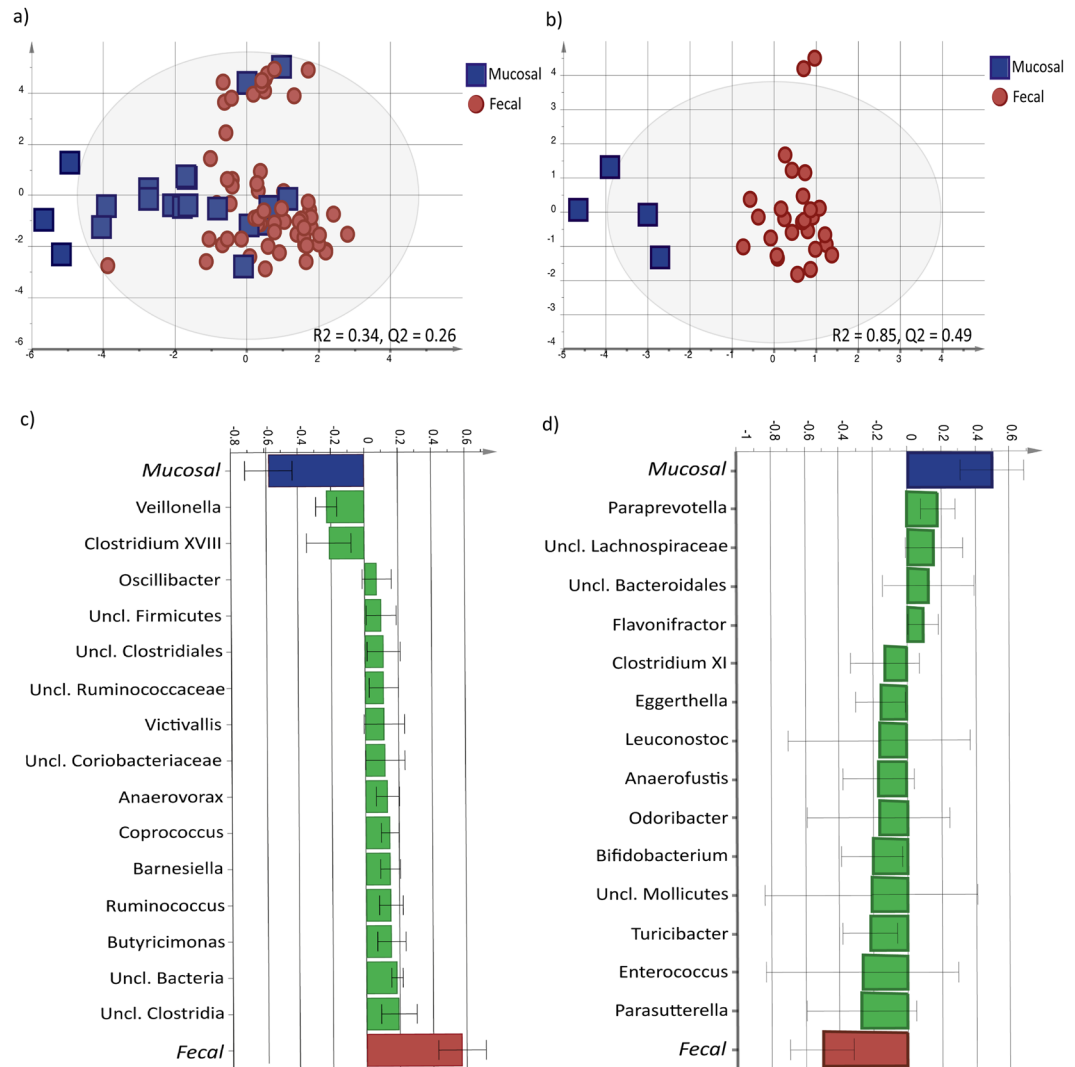 a)
Mucosal
Fecal
4
2
0
-2
-4
-6
-6
-4
-2
0
2
R2 = 0.34, Q2 = 0.26
b)
Mucosal
Fecal
4
3
2
1
0
-1
-2
-3
-4
-5
-4
-3
-2
-1
0
1
2
3
4
R2 = 0.85, Q2 = 0.49
c)
-0.8
-0.6
-0.4
-0.2
0
0.2
0.4
0.6
Mucosal
Veillonella
Clostridium XVIII
Oscillibacter
Uncl. Firmicutes
Uncl. Clostridiales
Uncl. Ruminococcaceae
Victivallis
Uncl. Coriobacteriaceae
Anaerovorax
Coprococcus
Barnesiella
Ruminococcus
Butyricimonas
Uncl. Bacteria
Uncl. Clostridia
Fecal
d)
-1
-0.8
-0.6
-0.4
-0.2
0
0.2
0.4
0.6
Mucosal
Paraprevotella
Uncl. Lachnospiraceae
Uncl. Bacteroidales
Flavonifractor
Clostridium XI
Eggerthella
Leuconostoc
Anaerofustis
Odoribacter
Bifidobacterium
Uncl. Mollicutes
Turicibacter
Enterococcus
Parasutterella
Fecal